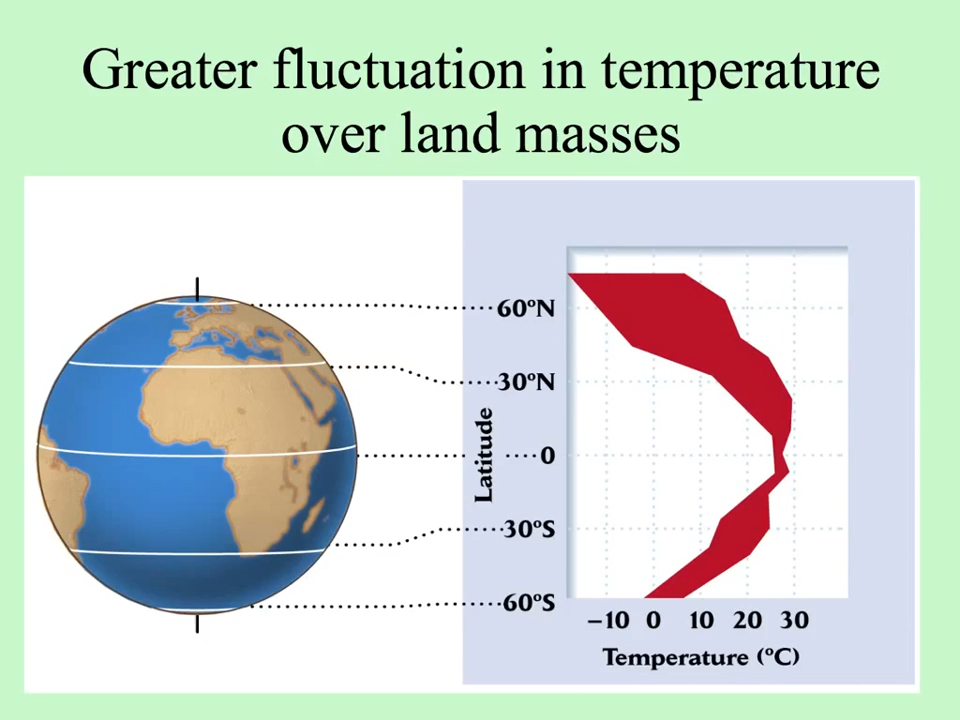 Greater fluctuation in temperature
over land masses
60ºN
30ºN
Latitude
0
30ºS
60ºS
–10 0 10 20 30
Temperature (ºC)